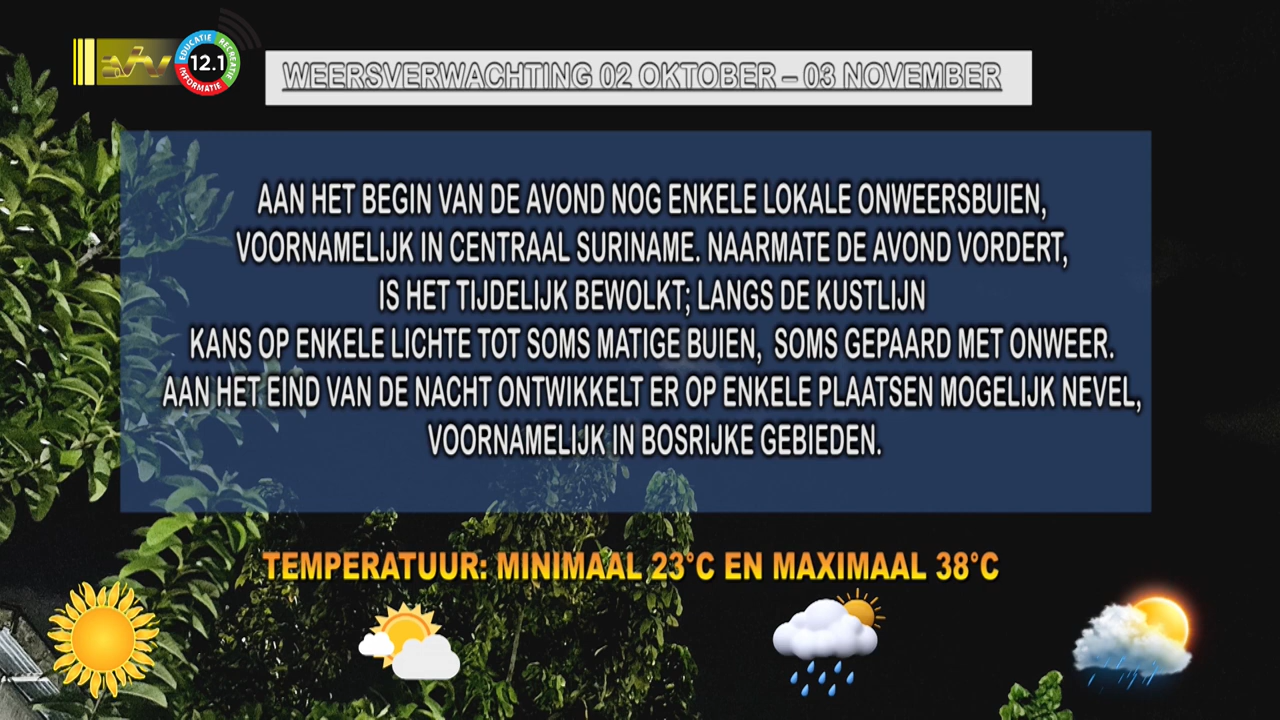 EDUCATIE
RECREATIE
INFORMATIE
12.1
WEERSVERWACHTING 02 OKTOBER – 03 NOVEMBER
AAN HET BEGIN VAN DE AVOND NOG ENKELE LOKALE ONWEERSBUIEN,
VOORNAMELIJK IN CENTRAAL SURINAME. NAARMATE DE AVOND VORDERT,
IS HET TIJDELIJK BEWOLKT; LANGS DE KUSTLIJN
KANS OP ENKELE LICHTE TOT SOMS MATIGE BUIEN, SOMS GEPAARD MET ONWEER.
AAN HET EIND VAN DE NACHT ONTWIKKELT ER OP ENKELE PLAATSEN MOGELIJK NEVEL,
VOORNAMELIJK IN BOSRIJKE GEBIEDEN.
TEMPERATUUR: MINIMAAL 23°C EN MAXIMAAL 38°C